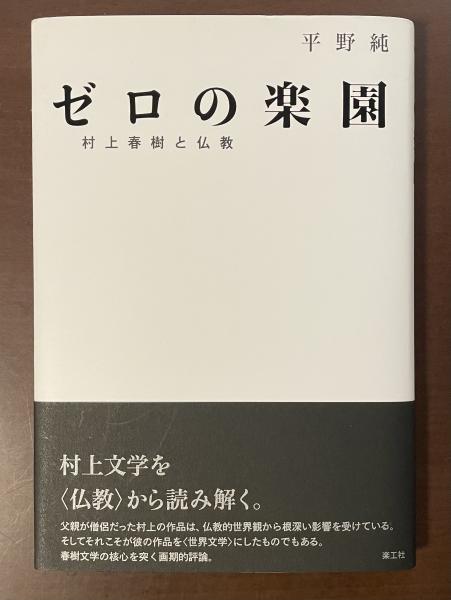 平野純
ゼロの楽園
村上春樹と仏教
村上文学を
〈仏教〉から読み解く。
父親が僧侶だった村上の作品は、仏教的世界観から根深い影響を受けている。
そしてそれこそが彼の作品を〈世界文学〉にしたものでもある。
春樹文学の核心を突く画期的評論。
楽工社